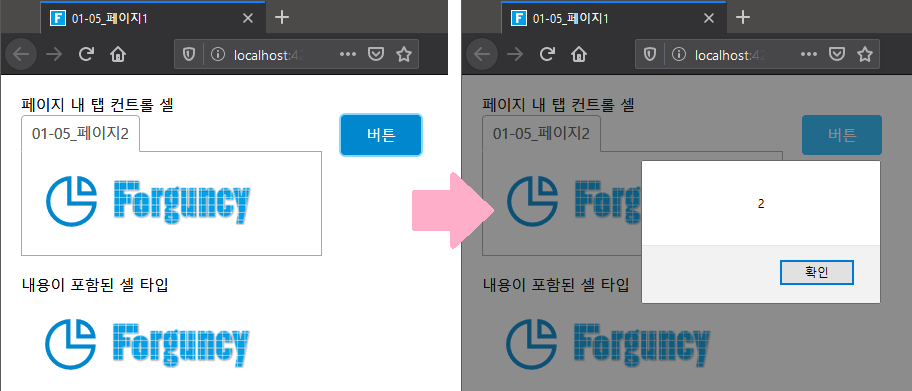 01-05_페이지1
localhost:4
페이지 내 탭 컨트롤 셀
01-05_페이지2
버튼
Forguncy
내용이 포함된 셀 타입
Forguncy
01-05_페이지1
localhost:4
페이지 내 탭 컨트롤 셀
01-05_페이지2
버튼
Forgu
2
확인
내용이 포함된 셀 타입
Forguncy